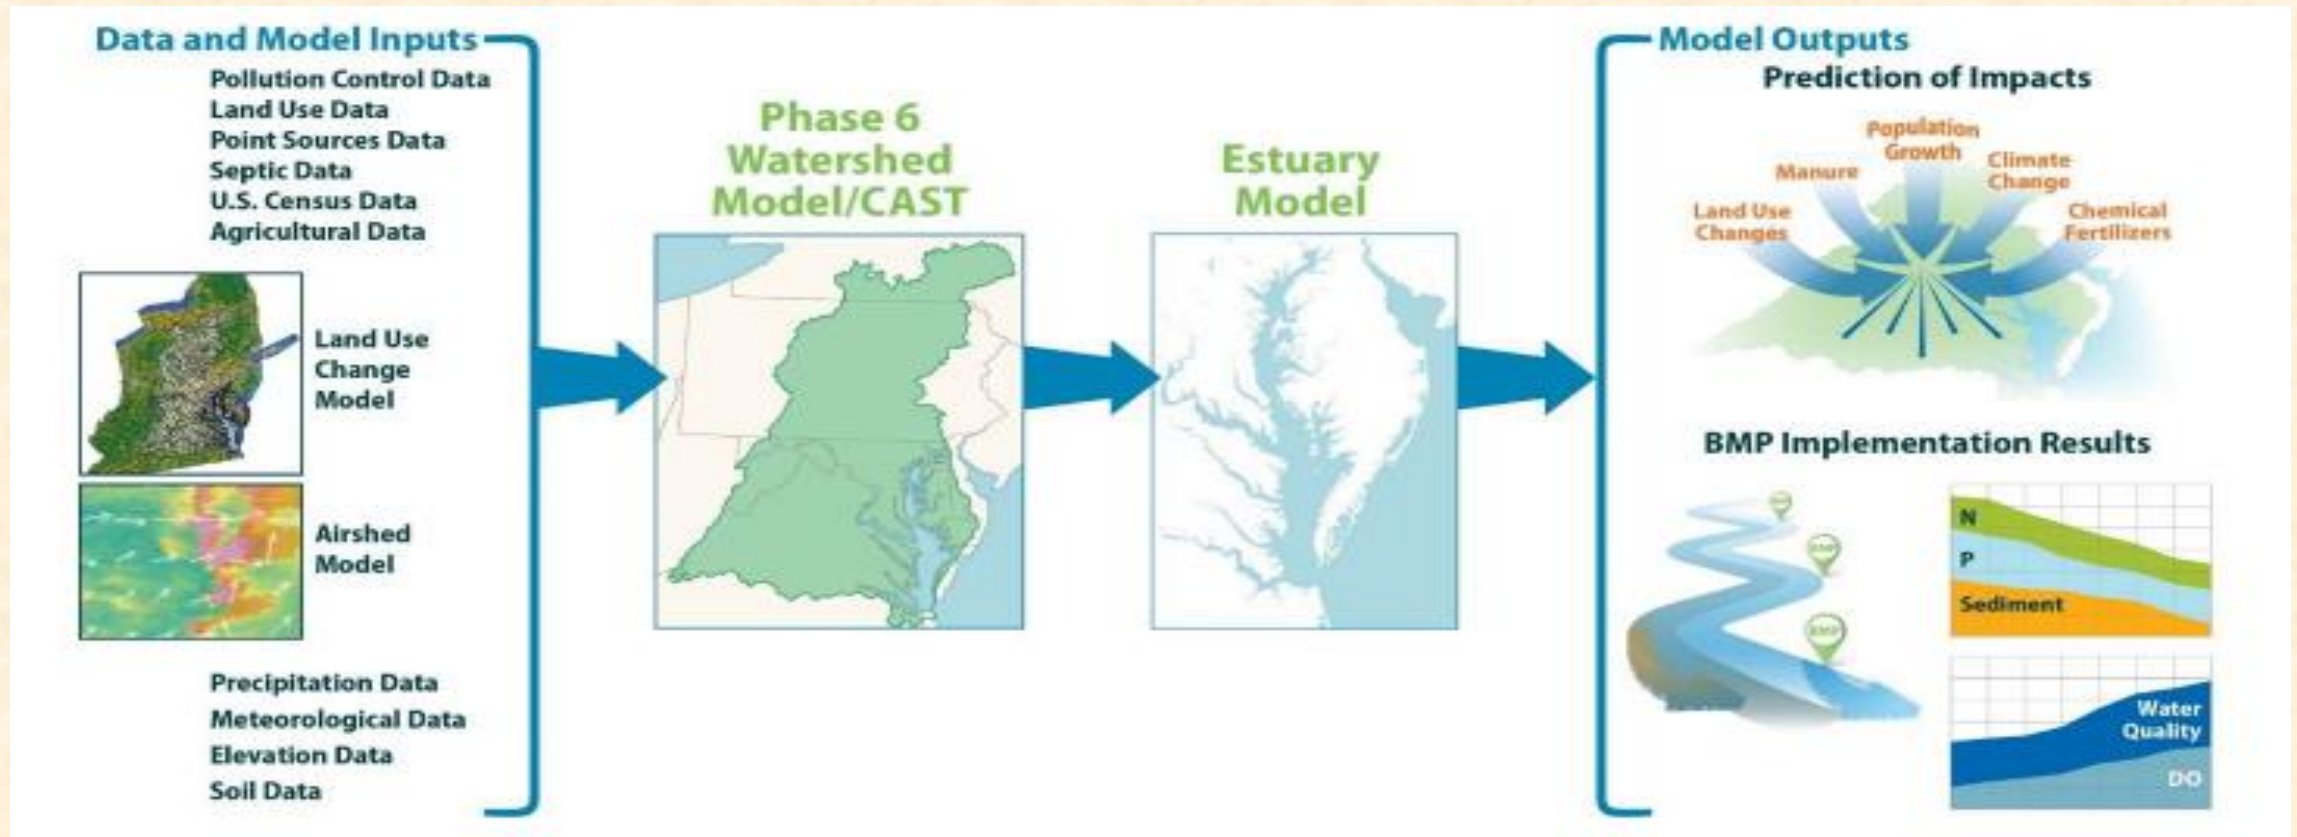 Data and Model Inputs
Pollution Control Data
Land Use Data
Point Sources Data
Septic Data
U.S. Census Data
Agricultural Data
Land Use
Change
Model
Airshed
Model
Precipitation Data
Meteorological Data
Elevation Data
Soil Data
Phase 6
Watershed
Model/CAST
Estuary
Model
Model Outputs
Prediction of Impacts
Land Use
Changes
Manure
Population
Growth
Climate
Change
Chemical
Fertilizers
BMP Implementation Results
BMP
BMP
N
P
Sediment
Water
Quality
DO